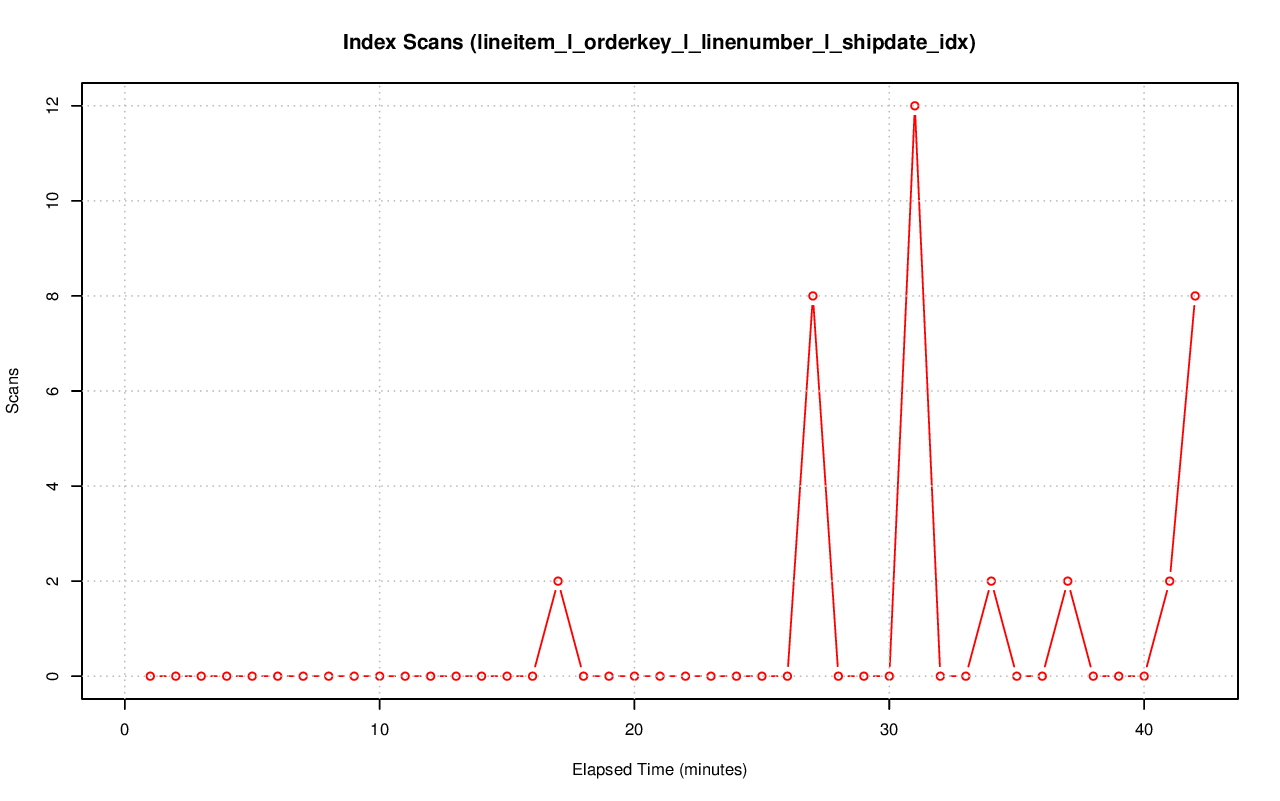 Index Scans (lineitem_l_orderkey_l_linenumber_l_shipdate_idx)
12
10
8
6
4
2
0
Scans
0 10 20 30 40
Elapsed Time (minutes)